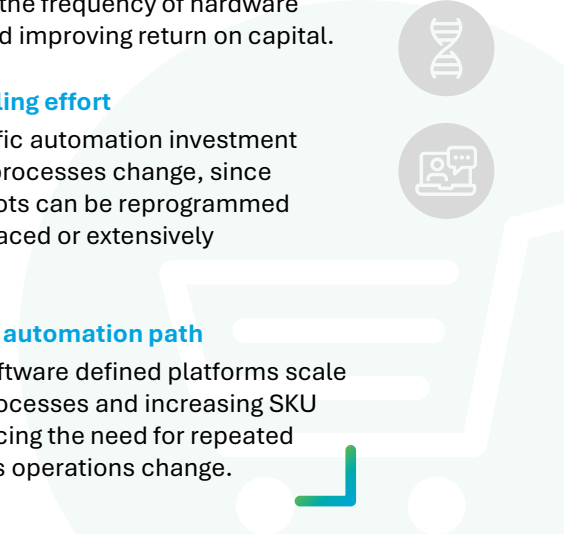 the frequency of hardware
d improving return on capital.
ling effort
fic automation investment
processes change, since
ots can be reprogrammed
aced or extensively
automation path
ftware defined platforms scale
ocesses and increasing SKU
cing the need for repeated
s operations change.